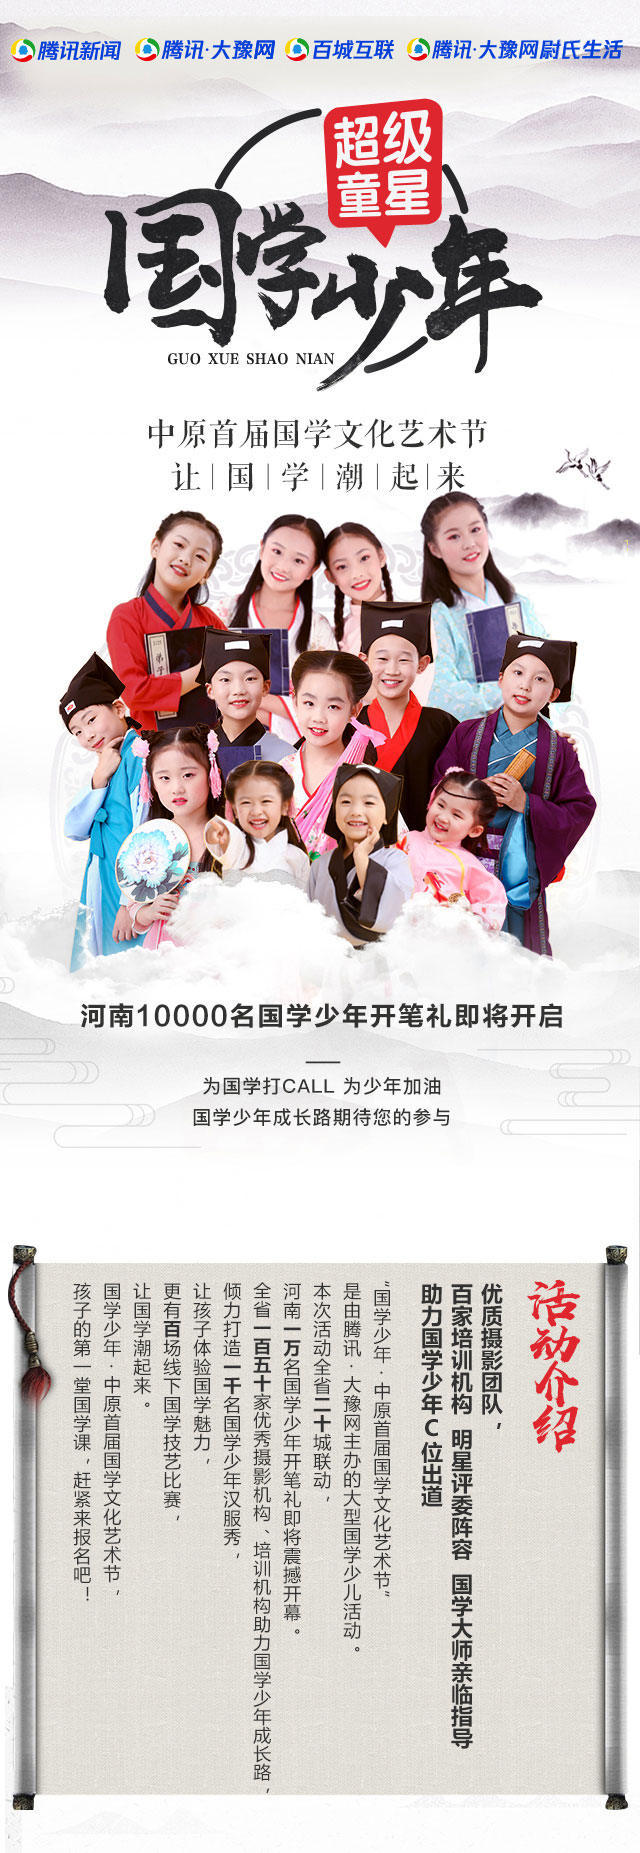 腾讯新闻 腾讯·大豫网 百城互联 腾讯·大豫网尉氏生活
超级
童星
国学少年
GUO XUE SHAO NIAN
中原首届国学文化艺术节
让国学潮起来
弟子
河南10000名国学少年开笔礼即将开启
为国学打CALL 为少年加油
国学少年成长路期待您的参与
活动介绍
优质摄影团队，
百家培训机构 明星评委阵容 国学大师亲临指导
助力国学少年C位出道
“国学少年·中原首届国学文化艺术节”
是由腾讯·大豫网主办的大型国学少儿活动。
本次活动全省二十城联动，
河南一万名国学少年开笔礼即将震撼开幕。
全省一百五十家优秀摄影机构、培训机构助力国学少年成长路，
倾力打造一千名国学少年汉服秀，
让孩子体验国学魅力，
更有百场线下国学技艺比赛，
让国学潮起来。
国学少年·中原首届国学文化艺术节，
孩子的第一堂国学课，赶紧来报名吧！